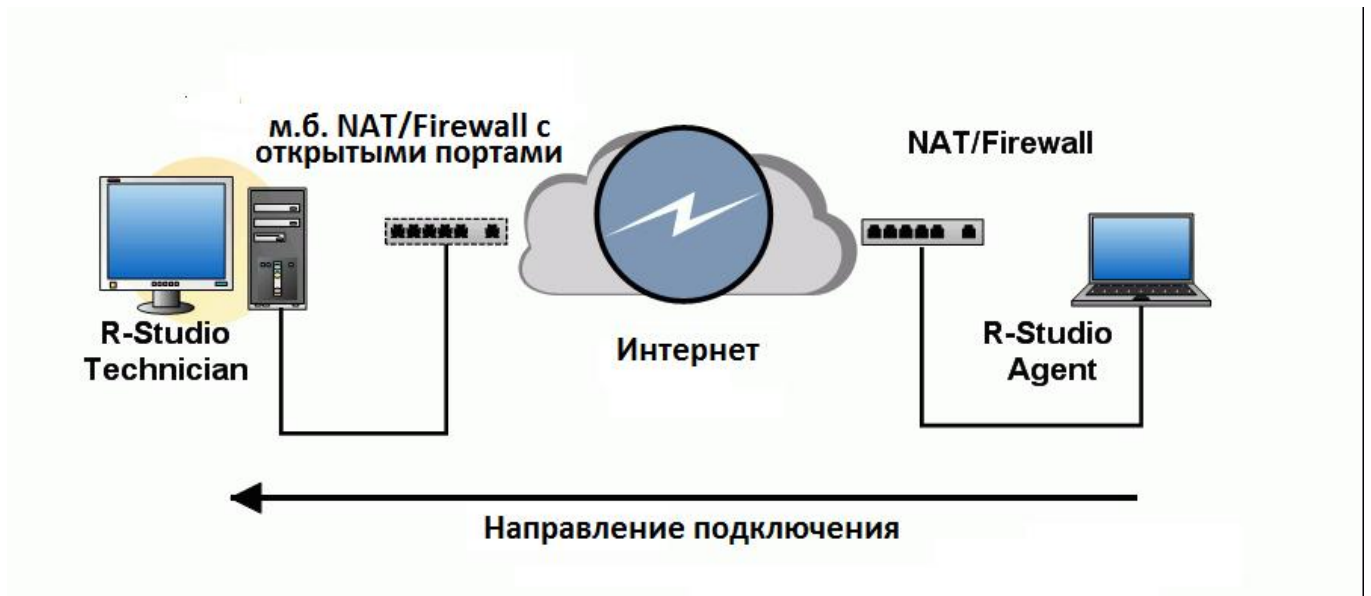 м.б. NAT/Firewall с
открытыми портами
NAT/Firewall
R-Studio
Technician
Интернет
R-Studio
Agent
Направление подключения